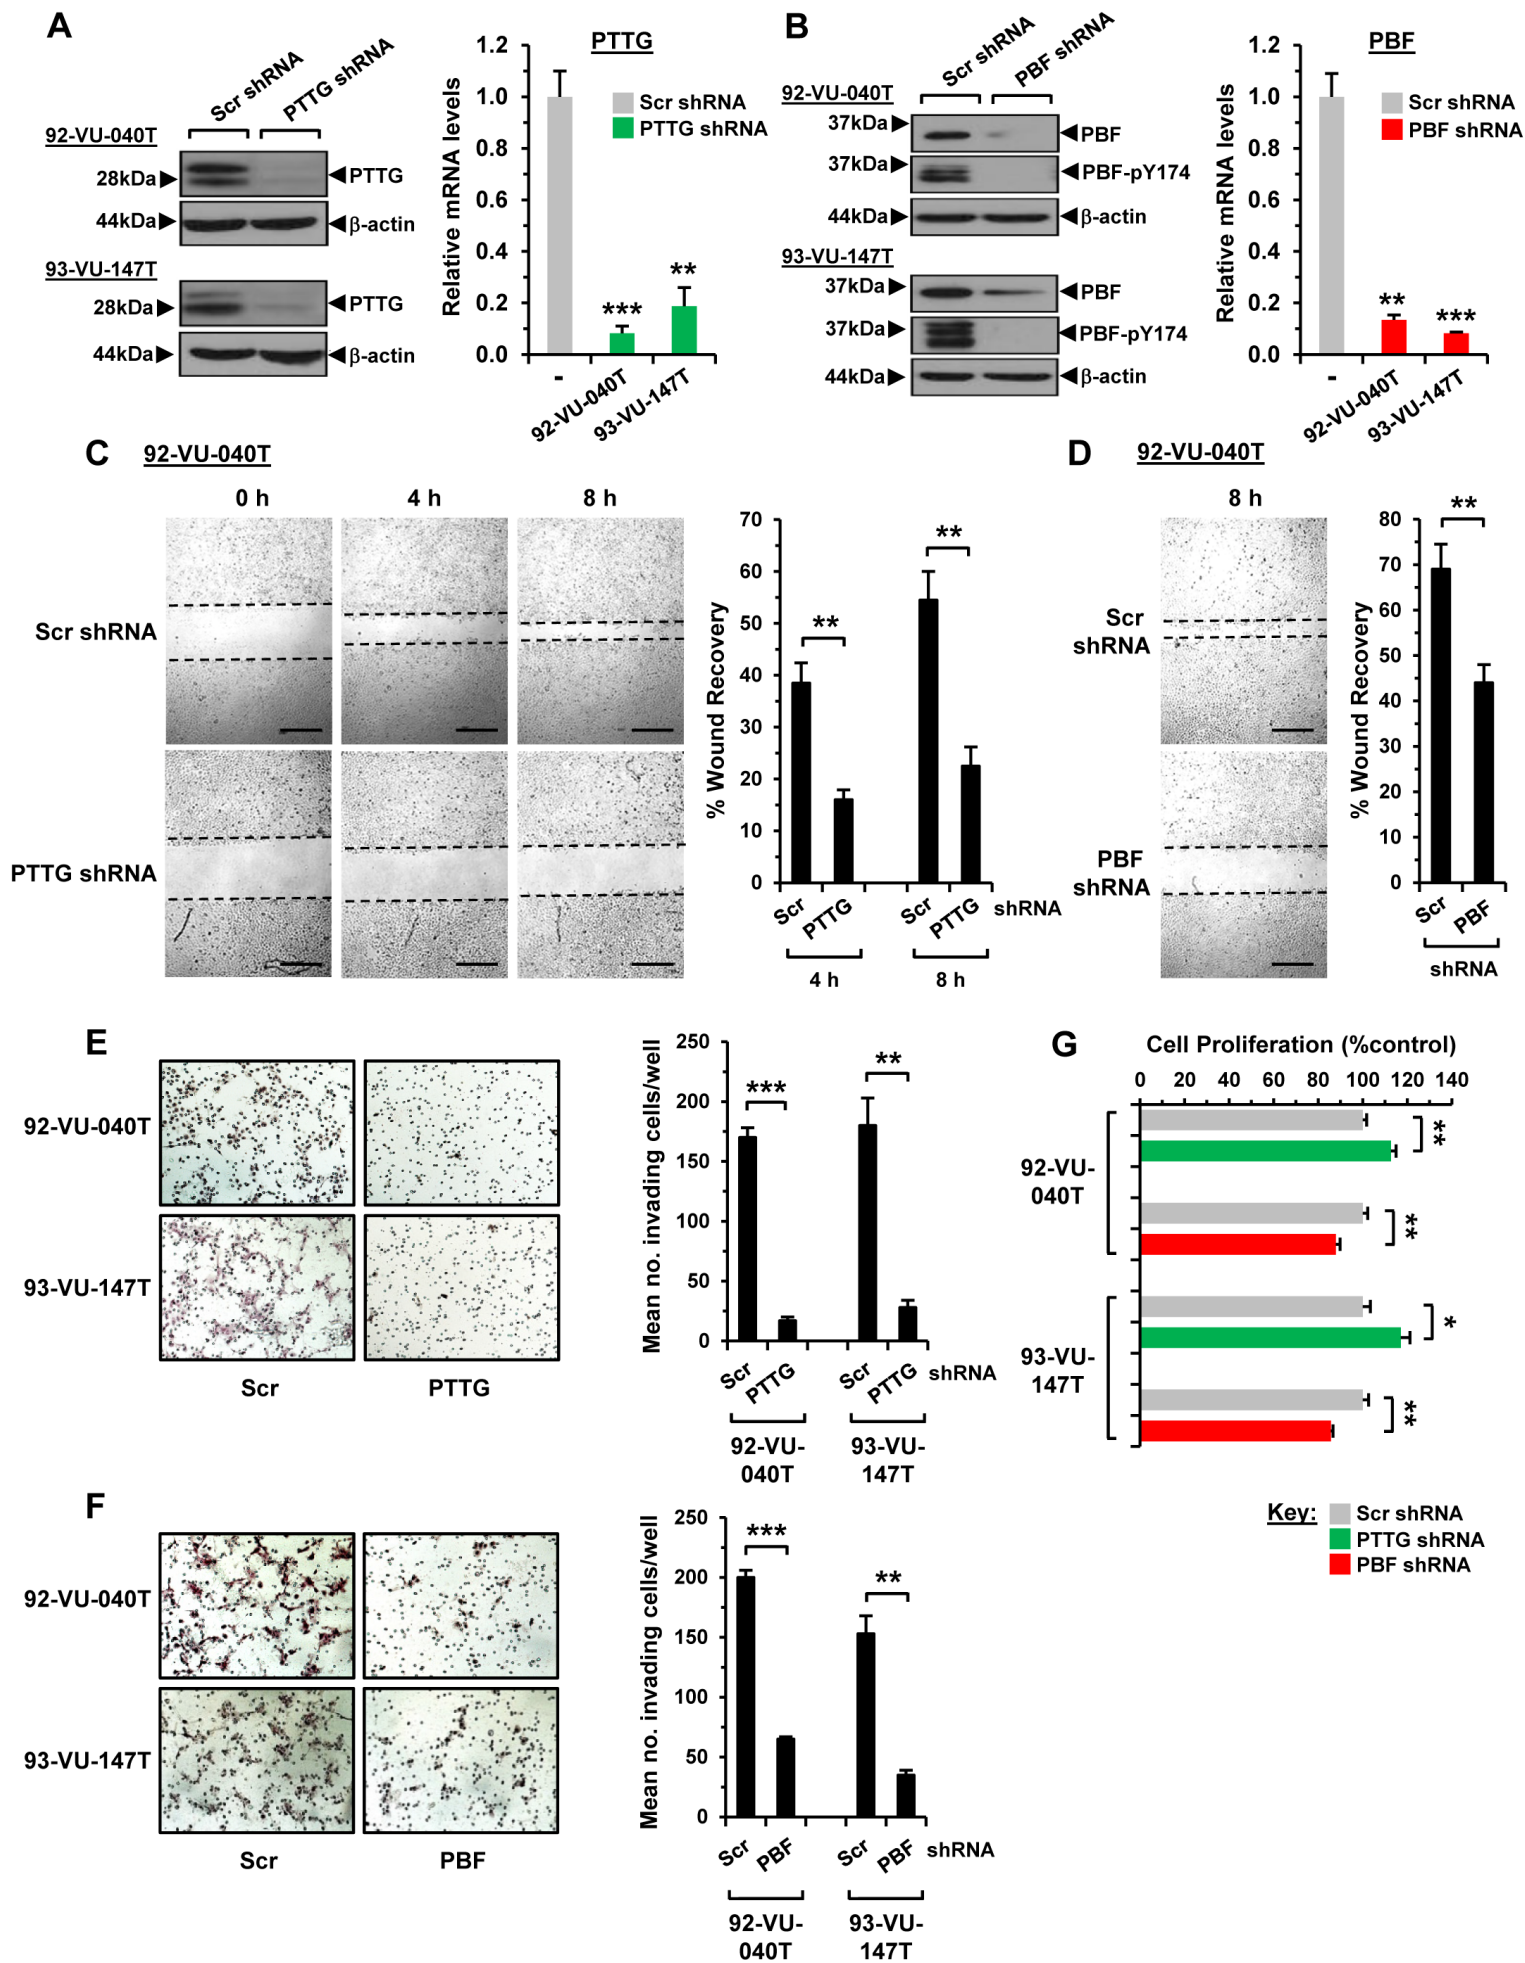 A
Scr shRNA
PTTG shRNA
92-VU-040T
28kDa
PTTG
44kDa
β-actin
93-VU-147T
28kDa
PTTG
44kDa
β-actin
PTTG
Relative mRNA levels
1.2
1.0
0.8
0.6
0.4
0.2
0.0
Scr shRNA
PTTG shRNA
***
**
-
92-VU-040T
93-VU-147T
B
Scr shRNA
PBF shRNA
92-VU-040T
37kDa
PBF
37kDa
PBF-pY174
44kDa
β-actin
93-VU-147T
37kDa
PBF
37kDa
PBF-pY174
44kDa
β-actin
PBF
Relative mRNA levels
1.2
1.0
0.8
0.6
0.4
0.2
0.0
Scr shRNA
PBF shRNA
**
***
-
92-VU-040T
93-VU-147T
C
92-VU-040T
0 h
4 h
8 h
Scr shRNA
PTTG shRNA
% Wound Recovery
70
60
50
40
30
20
10
0
**
**
Scr
PTTG
Scr
PTTG
shRNA
4 h
8 h
D
92-VU-040T
8 h
Scr
shRNA
PBF
shRNA
% Wound Recovery
80
70
60
50
40
30
20
10
0
**
Scr
PBF
shRNA
E
92-VU-040T
93-VU-147T
Scr
PTTG
Mean no. invading cells/well
250
200
150
100
50
0
***
**
Scr
PTTG
Scr
PTTG
shRNA
92-VU-
040T
93-VU-
147T
G
Cell Proliferation (%control)
0 20 40 60 80 100 120 140
92-VU-
040T
93-VU-
147T
**
**
*
**
Key:
Scr shRNA
PTTG shRNA
PBF shRNA
F
92-VU-040T
93-VU-147T
Scr
PBF
Mean no. invading cells/well
250
200
150
100
50
0
***
**
Scr
PBF
Scr
PBF
shRNA
92-VU-
040T
93-VU-
147T